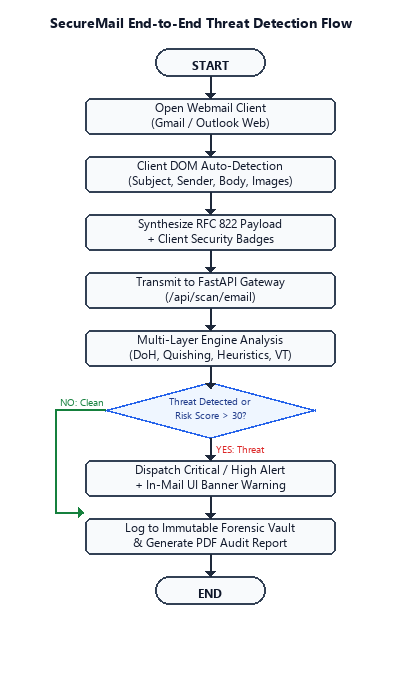 SecureMail End-to-End Threat Detection Flow
START
Open Webmail Client
(Gmail / Outlook Web)
Client DOM Auto-Detection
(Subject, Sender, Body, Images)
Synthesize RFC 822 Payload
+ Client Security Badges
Transmit to FastAPI Gateway
(/api/scan/email)
Multi-Layer Engine Analysis
(DoH, Quishing, Heuristics, VT)
Threat Detected or
Risk Score > 30?
NO: Clean
YES: Threat
Dispatch Critical / High Alert
+ In-Mail UI Banner Warning
Log to Immutable Forensic Vault
& Generate PDF Audit Report
END